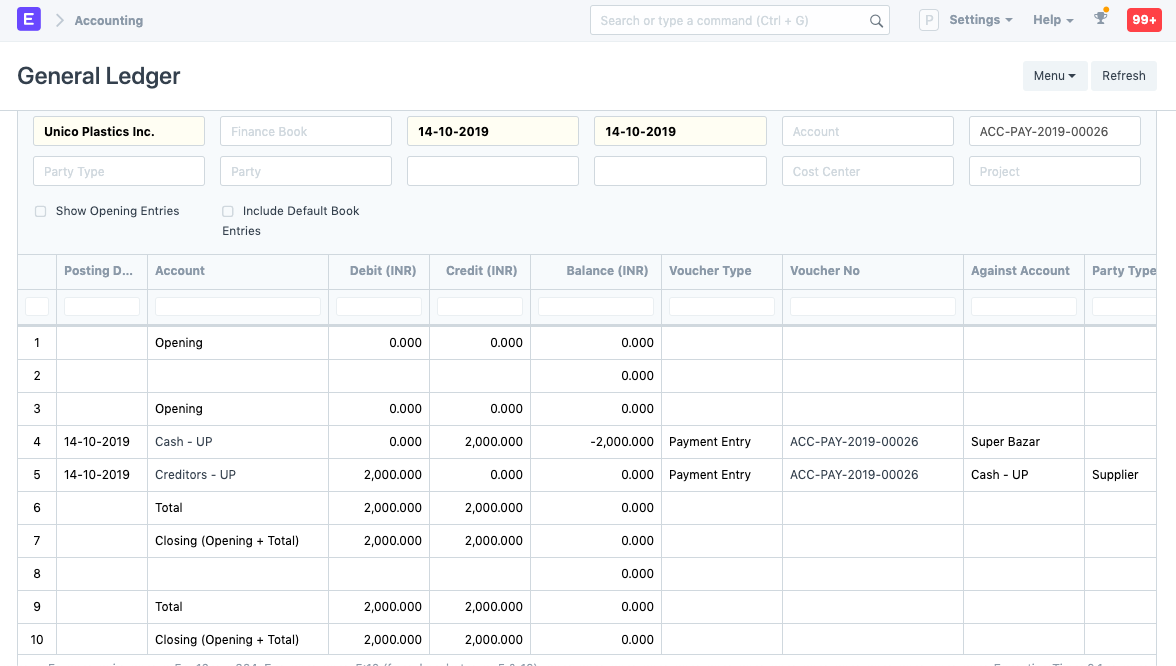 E Accounting Search or type a command (Ctrl + G) P Settings Help 99+
General Ledger Menu Refresh
Unico Plastics Inc. Finance Book 14-10-2019 14-10-2019 Account ACC-PAY-2019-00026
Party Type Party Cost Center Project
Show Opening Entries Include Default Book
Entries
Posting D... Account Debit (INR) Credit (INR) Balance (INR) Voucher Type Voucher No Against Account Party Type
1 Opening 0.000 0.000 0.000
2 0.000
3 Opening 0.000 0.000 0.000
4 14-10-2019 Cash - UP 0.000 2,000.000 -2,000.000 Payment Entry ACC-PAY-2019-00026 Super Bazar
5 14-10-2019 Creditors - UP 2,000.000 0.000 0.000 Payment Entry ACC-PAY-2019-00026 Cash - UP Supplier
6 Total 2,000.000 2,000.000 0.000
7 Closing (Opening + Total) 2,000.000 2,000.000 0.000
8 0.000
9 Total 2,000.000 2,000.000 0.000
10 Closing (Opening + Total) 2,000.000 2,000.000 0.000